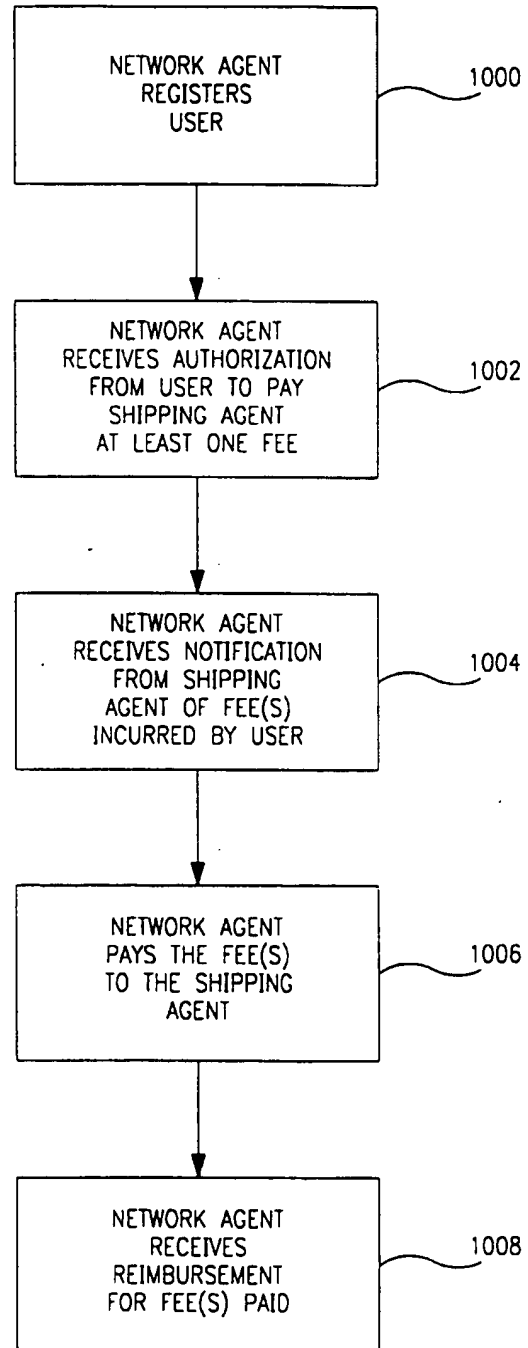 NETWORK AGENT
REGISTERS
USER
1000
NETWORK AGENT
RECEIVES AUTHORIZATION
FROM USER TO PAY
SHIPPING AGENT
AT LEAST ONE FEE
1002
NETWORK AGENT
RECEIVES NOTIFICATION
FROM SHIPPING
AGENT OF FEE(S)
INCURRED BY USER
1004
NETWORK AGENT
PAYS THE FEE(S)
TO THE SHIPPING
AGENT
1006
NETWORK AGENT
RECEIVES
REIMBURSEMENT
FOR FEE(S) PAID
1008